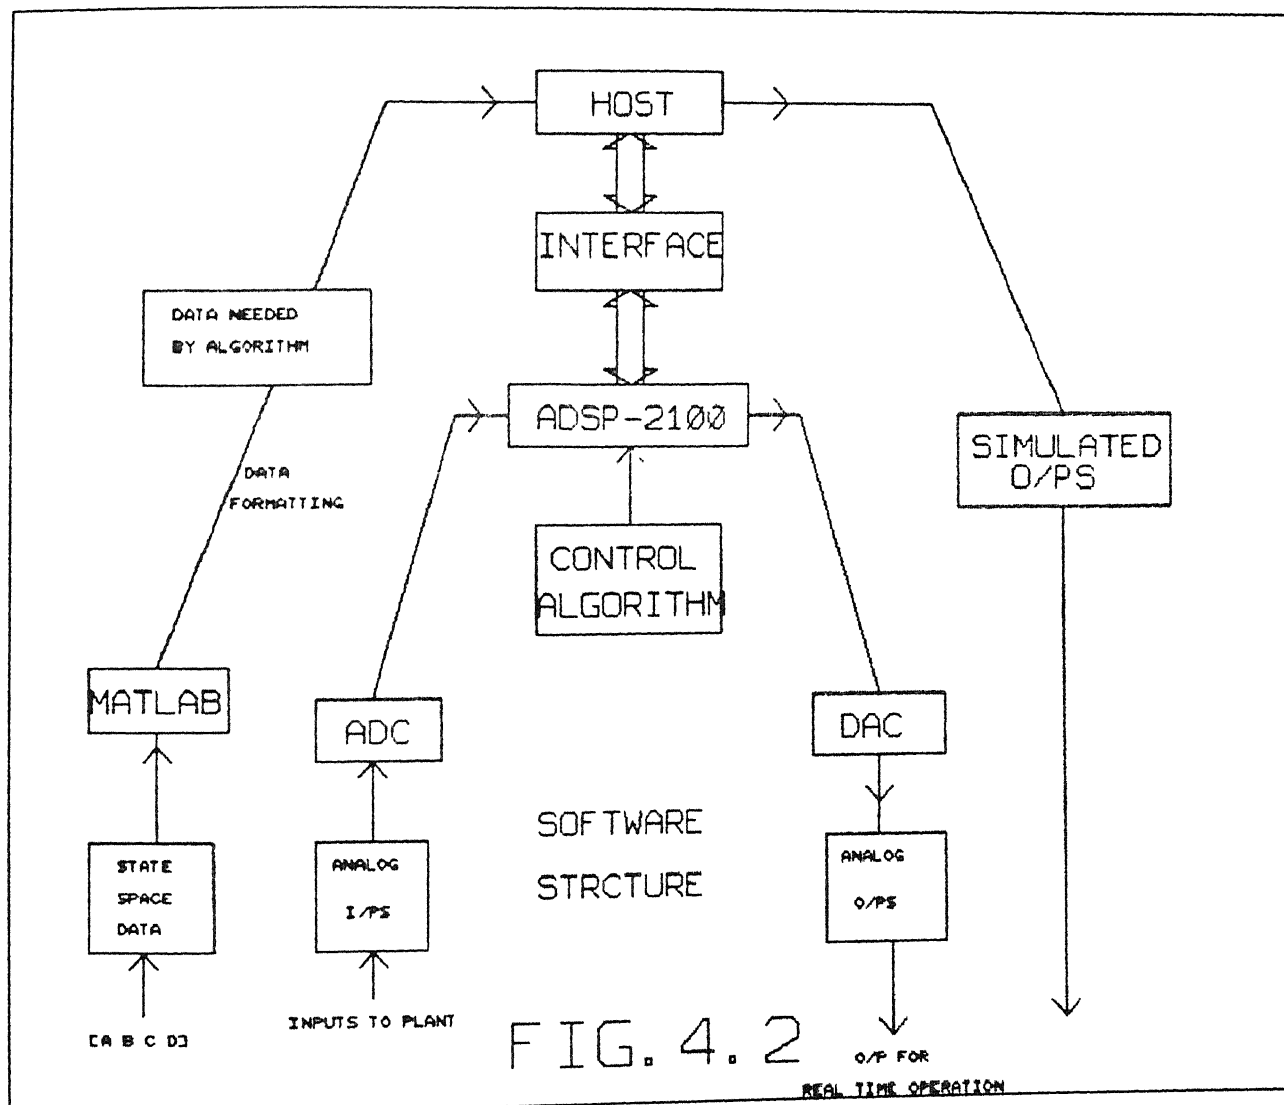 HOST
INTERFACE
DATA NEEDED
BY ALGORITHM
ADSP-2100
SIMULATED
O/PS
DATA
FORMATTING
CONTROL
ALGORITHM
MATLAB
ADC
DAC
SOFTWARE
STRCTURE
STATE
SPACE
DATA
ANALOG
I/PS
ANALOG
O/PS
[A B C D]
INPUTS TO PLANT
FIG. 4. 2
O/P FOR
REAL TIME OPERATION